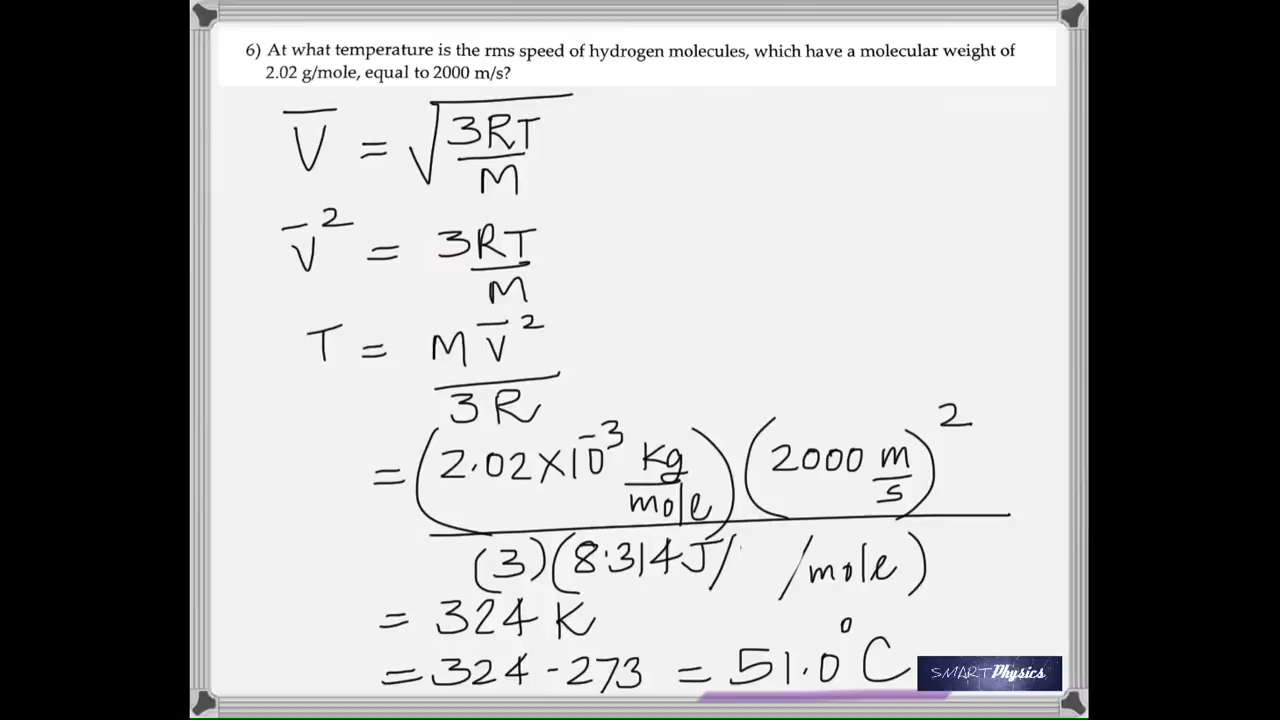 6) At what temperature is the rms speed of hydrogen molecules, which have a molecular weight of
2.02 g/mole, equal to 2000 m/s?
V̅ = √(3RT/M)
V̅² = 3RT/M
T = M V̅²/3R
= (2.02×10⁻³ kg/mole)(2000 m/s)²/(3)(8.314J/ /mole)
= 324 K
= 324 - 273 = 51.0°C
SMART Physics